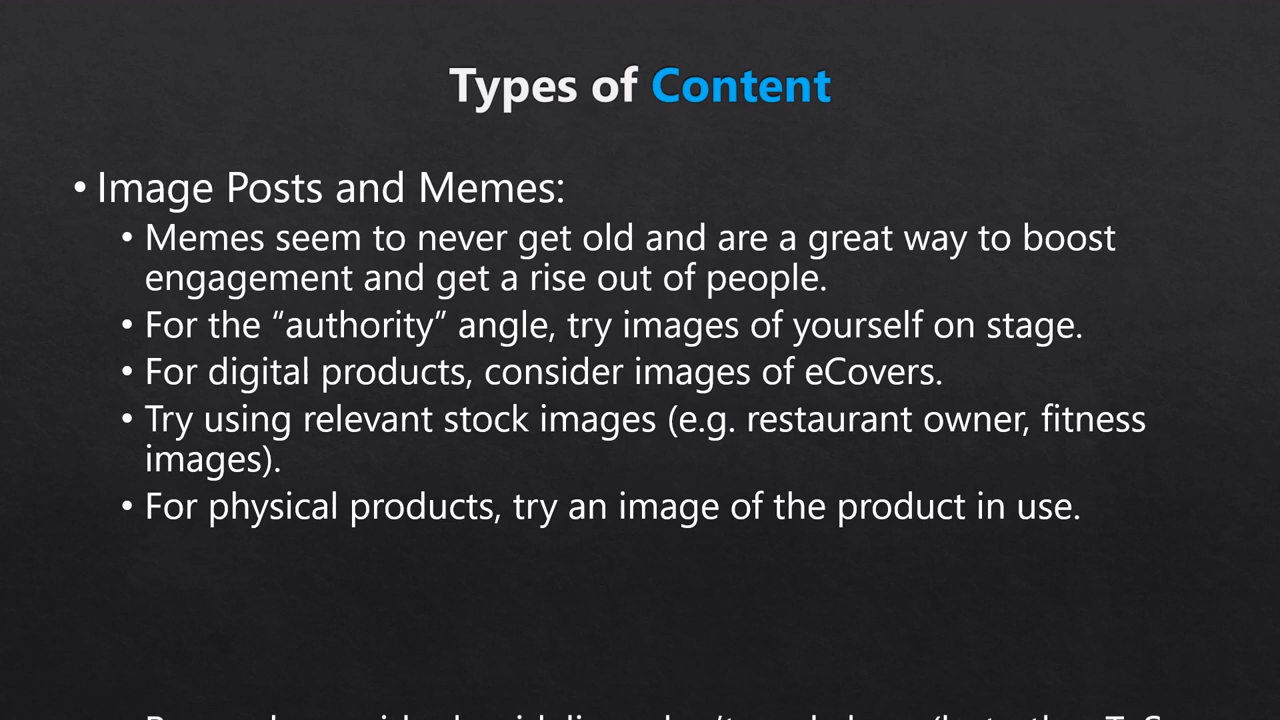 Types of Content
• Image Posts and Memes:
• Memes seem to never get old and are a great way to boost
engagement and get a rise out of people.
• For the “authority” angle, try images of yourself on stage.
• For digital products, consider images of eCovers.
• Try using relevant stock images (e.g. restaurant owner, fitness
images).
• For physical products, try an image of the product in use.